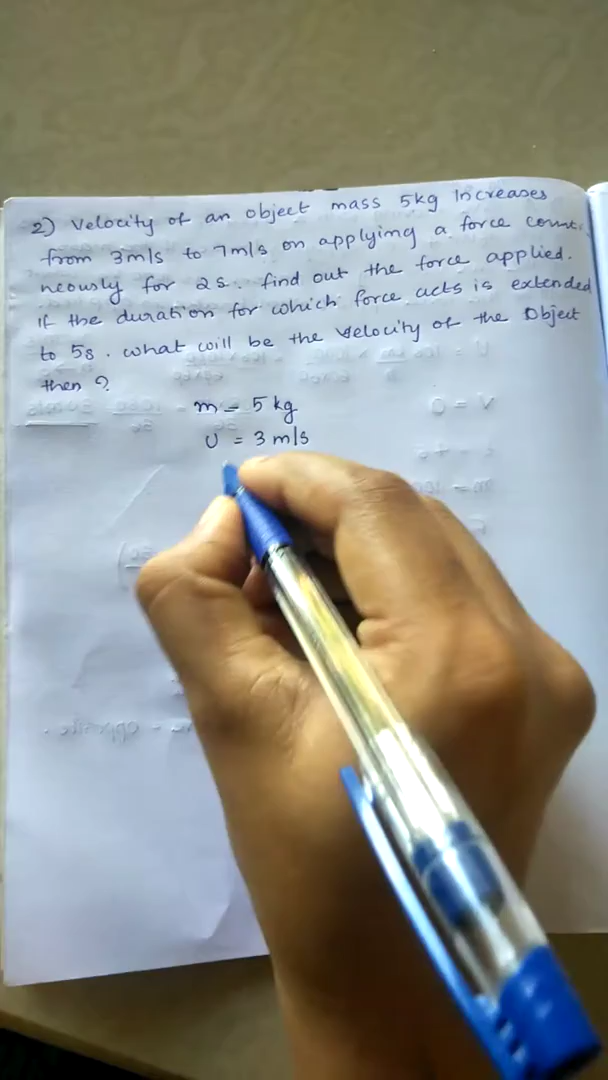 2) Velocity of an object mass 5kg Increases
from 3m/s to 7m/s on applying a force conti
neously for 2s. find out the force applied.
if the duration for which force acts is extended
to 5s. what will be the velocity of the Object
then ?
m = 5 kg
U = 3 m/s